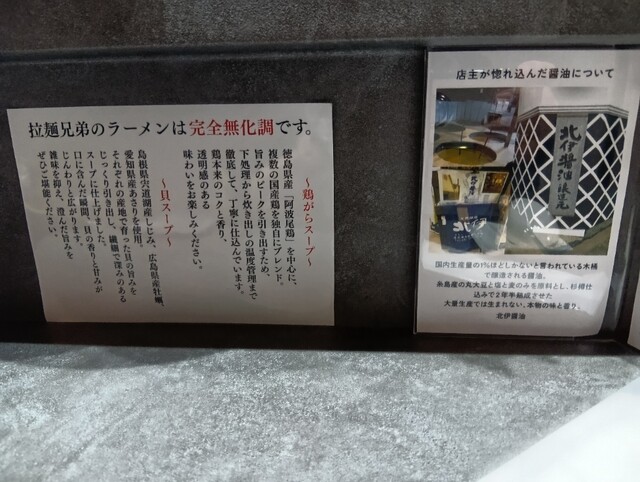 拉麺兄弟のラーメンは完全無化調です。
～鶏がらスープ～
徳島県産「阿波尾鶏」を中心に、
複数の国産鶏を独自にブレンド。
旨みのピークを引き出すため、
下処理から炊き出しの温度管理まで
徹底して、丁寧に仕込んでいます。
鶏本来のコクと香り、
透明感のある
味わいをお楽しみください。
～貝スープ～
島根県宍道湖産しじみ、広島県産牡蠣、
愛知県産あさりを使用。
それぞれの産地で育った貝の旨みを
じっくり引き出し、繊細で深みのある
スープに仕上げました。
口に含んだ瞬間、貝の香りと甘みが
じんわりと広がります。
雑味を抑え、澄んだ旨みを
ぜひご堪能ください。
店主が惚れ込んだ醤油について
北伊醤油
北伊
国内生産量の1%ほどしかないと言われている木桶
で醸造される醤油。
糸島産の丸大豆と塩と麦のみを原料とし、杉樽仕
込みで2年半熟成させた
大量生産では生まれない、本物の味と香り。
北伊醤油